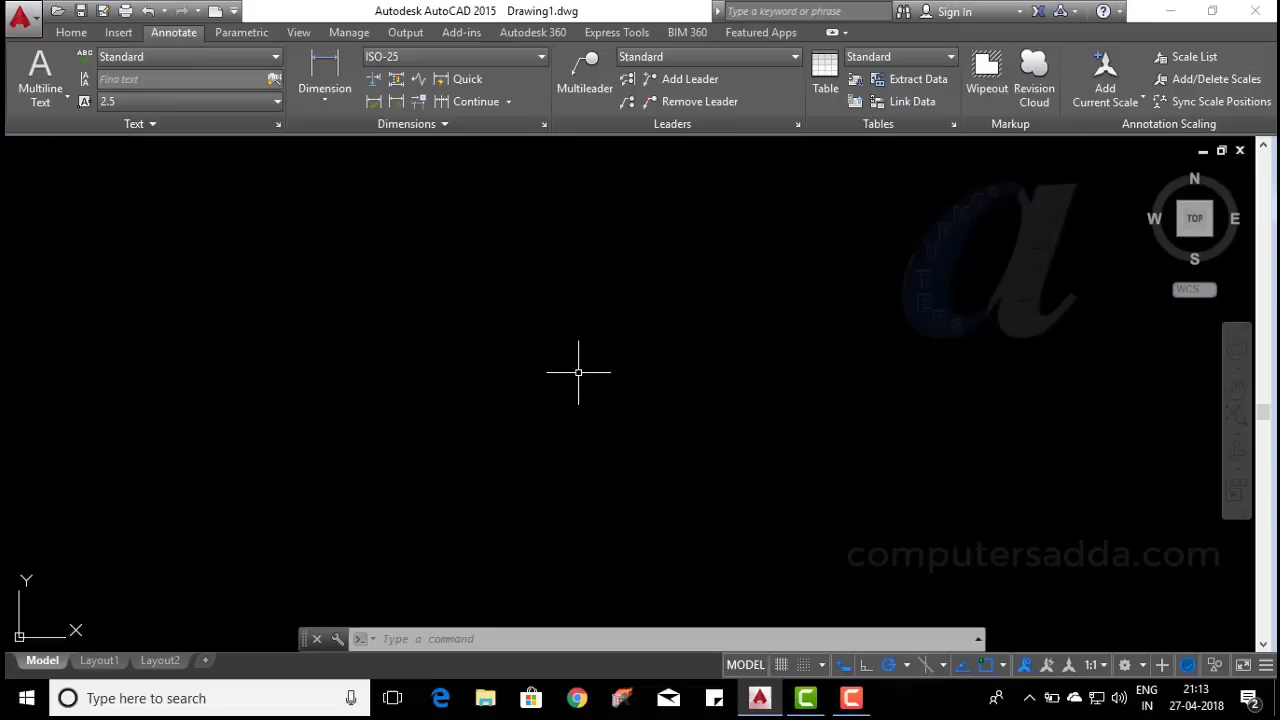 Autodesk AutoCAD 2015 Drawing1.dwg
Type a keyword or phrase
Sign In
Home Insert Annotate Parametric View Manage Output Add-ins Autodesk 360 Express Tools BIM 360 Featured Apps
A Multiline Text
ABC Standard
Find text
A 2.5
Text
Dimension
ISO-25
Quick
Continue
Dimensions
Multileader
Standard
Add Leader
Remove Leader
Leaders
Table
Standard
Extract Data
Link Data
Tables
Wipeout
Revision Cloud
Markup
Add Current Scale
Scale List
Add/Delete Scales
Sync Scale Positions
Annotation Scaling
N
W TOP E
S
WCS
a
computersadda.com
Y
X
Type a command
Model Layout1 Layout2 +
MODEL 1:1
Type here to search
ENG
IN
21:13
27-04-2018
2